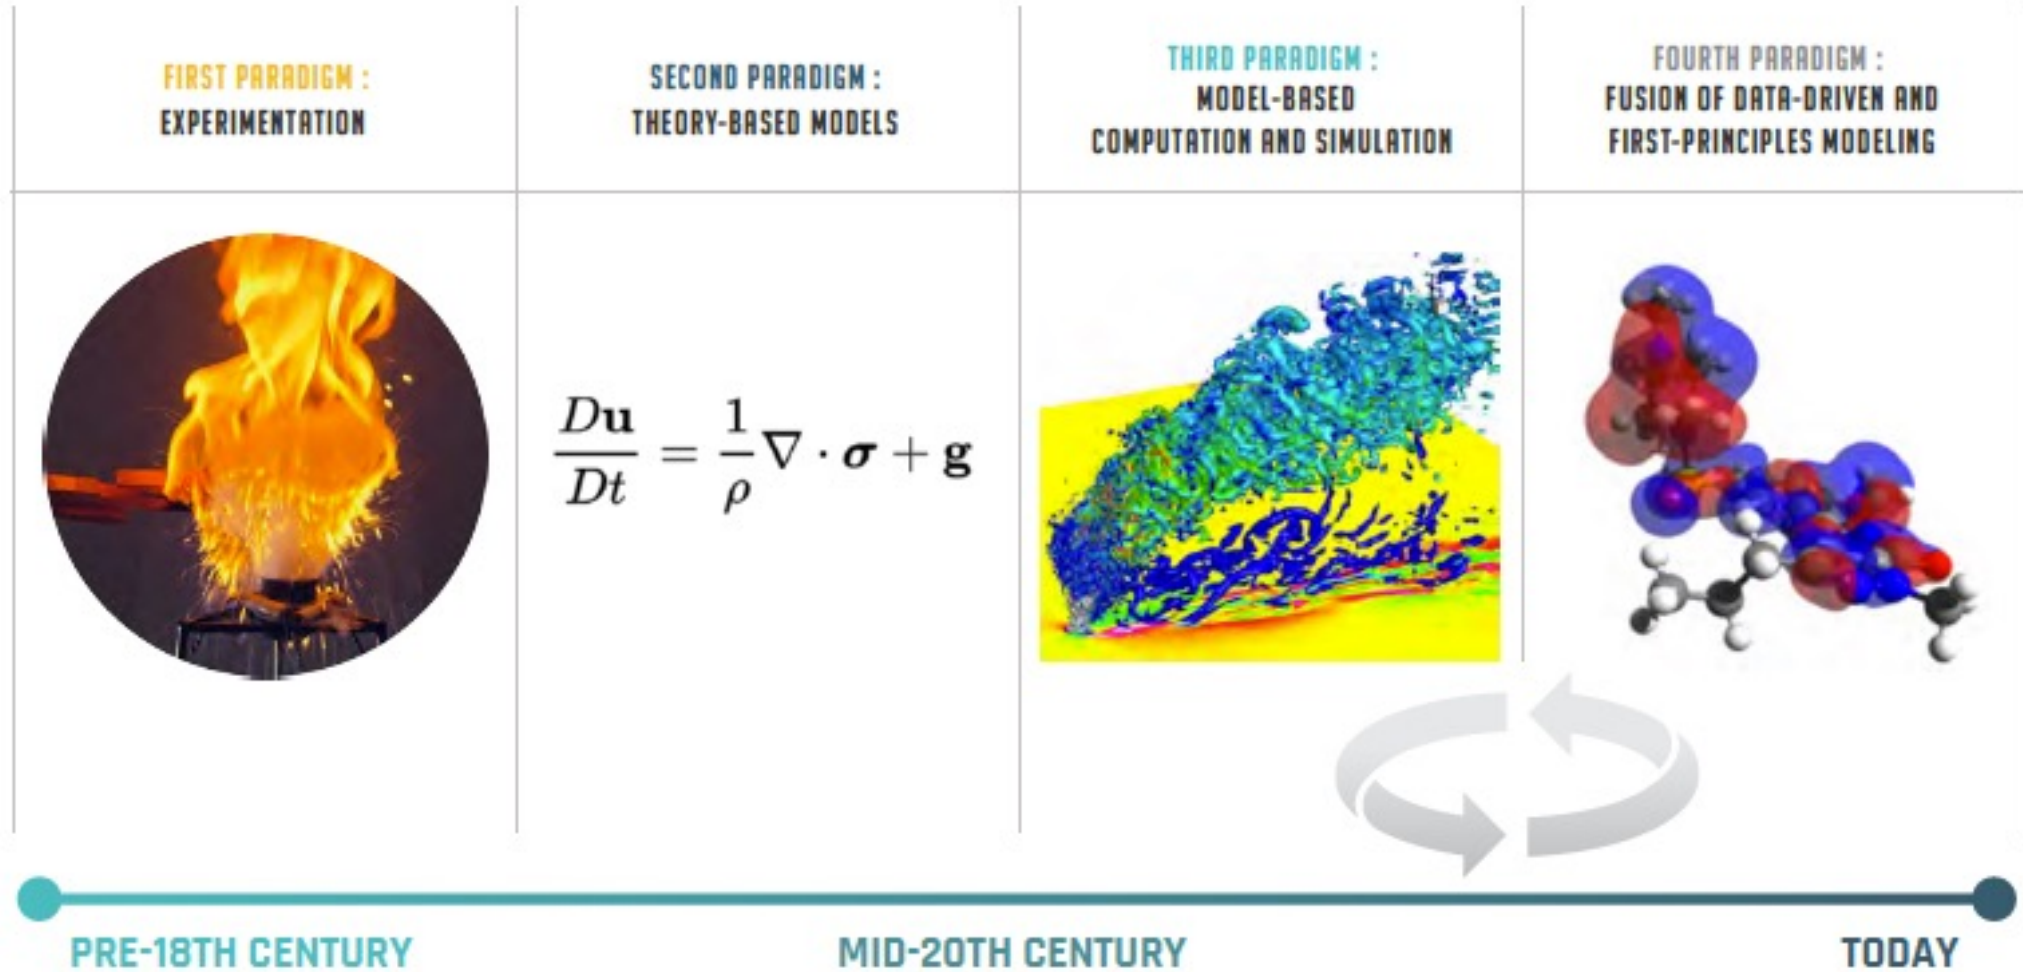 FIRST PARADIGM :
EXPERIMENTATION
SECOND PARADIGM :
THEORY-BASED MODELS
THIRD PARADIGM :
MODEL-BASED
COMPUTATION AND SIMULATION
FOURTH PARADIGM :
FUSION OF DATA-DRIVEN AND
FIRST-PRINCIPLES MODELING
Du/Dt = 1/ρ ∇ · σ + g
PRE-18TH CENTURY
MID-20TH CENTURY
TODAY